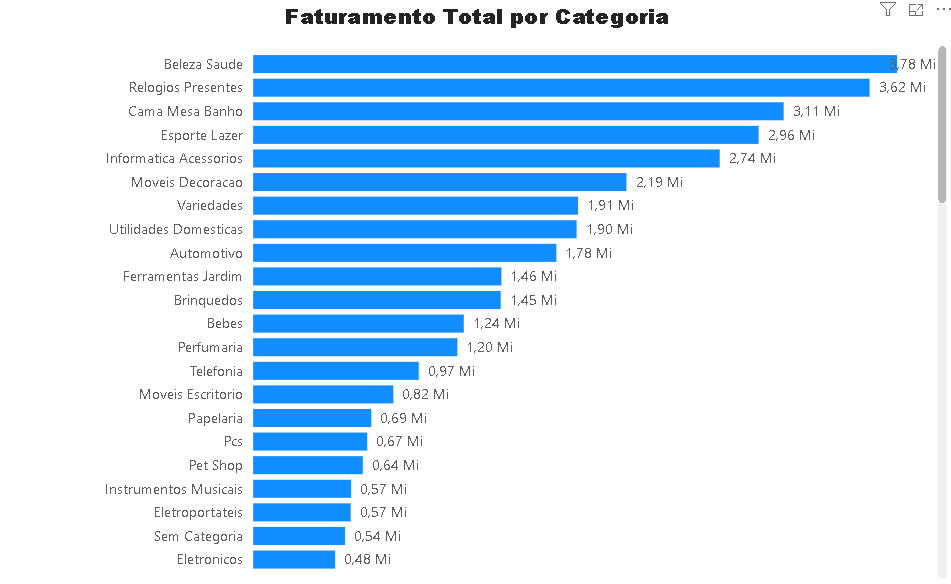 Faturamento Total por Categoria
Beleza Saude 3,78 Mi
Relogios Presentes 3,62 Mi
Cama Mesa Banho 3,11 Mi
Esporte Lazer 2,96 Mi
Informatica Acessorios 2,74 Mi
Moveis Decoracao 2,19 Mi
Variedades 1,91 Mi
Utilidades Domesticas 1,90 Mi
Automotivo 1,78 Mi
Ferramentas Jardim 1,46 Mi
Brinquedos 1,45 Mi
Bebes 1,24 Mi
Perfumaria 1,20 Mi
Telefonia 0,97 Mi
Moveis Escritorio 0,82 Mi
Papelaria 0,69 Mi
Pcs 0,67 Mi
Pet Shop 0,64 Mi
Instrumentos Musicais 0,57 Mi
Eletroportateis 0,57 Mi
Sem Categoria 0,54 Mi
Eletronicos 0,48 Mi